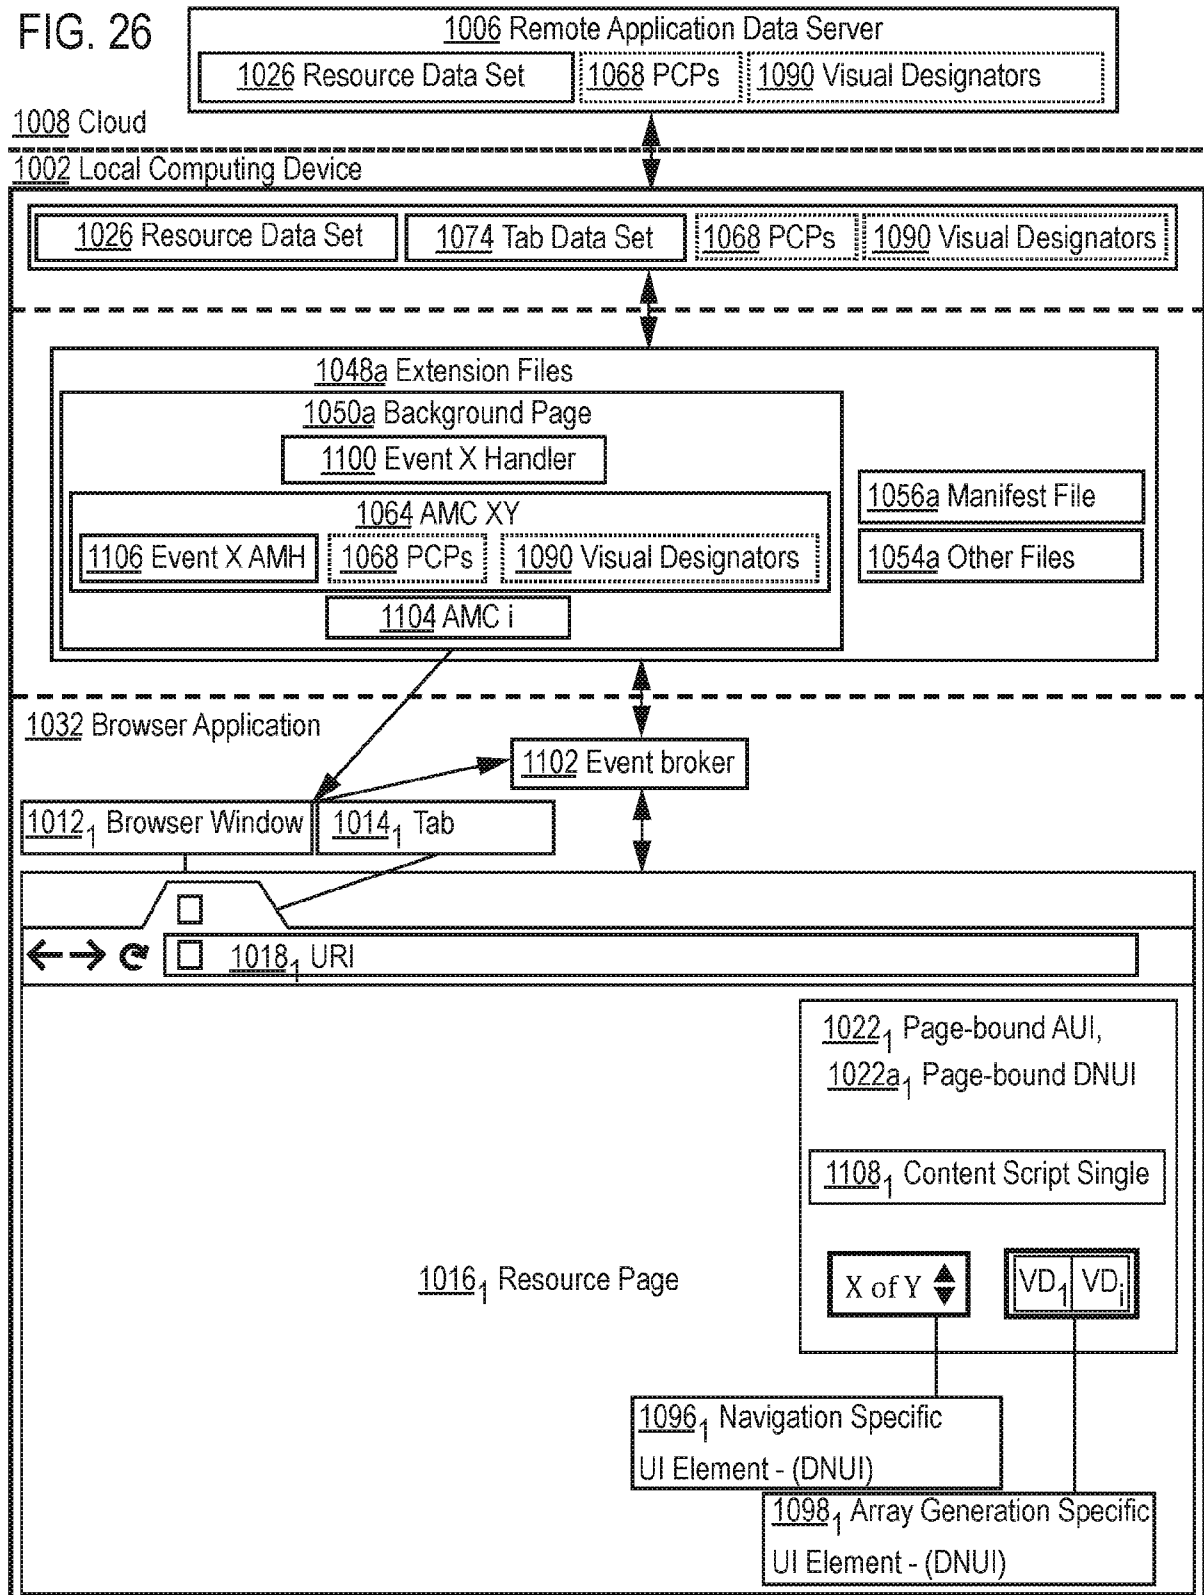 FIG. 26
1006 Remote Application Data Server
1026 Resource Data Set
1068 PCPs
1090 Visual Designators
1008 Cloud
1002 Local Computing Device
1026 Resource Data Set
1074 Tab Data Set
1068 PCPs
1090 Visual Designators
1048a Extension Files
1050a Background Page
1100 Event X Handler
1064 AMC XY
1106 Event X AMH
1068 PCPs
1090 Visual Designators
1104 AMC i
1056a Manifest File
1054a Other Files
1032 Browser Application
1102 Event broker
1012₁ Browser Window
1014₁ Tab
1018₁ URI
1022₁ Page-bound AUI,
1022a₁ Page-bound DNUI
1108₁ Content Script Single
1016₁ Resource Page
X of Y
VD₁
VDᵢ
1096₁ Navigation Specific
UI Element - (DNUI)
1098₁ Array Generation Specific
UI Element - (DNUI)